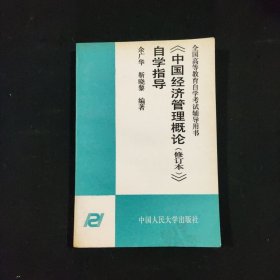 全国高等教育自学考试辅导用书
《中国经济管理概论(修订本)》
自学指导
余广华 靳晓黎 编著
中国人民大学出版社